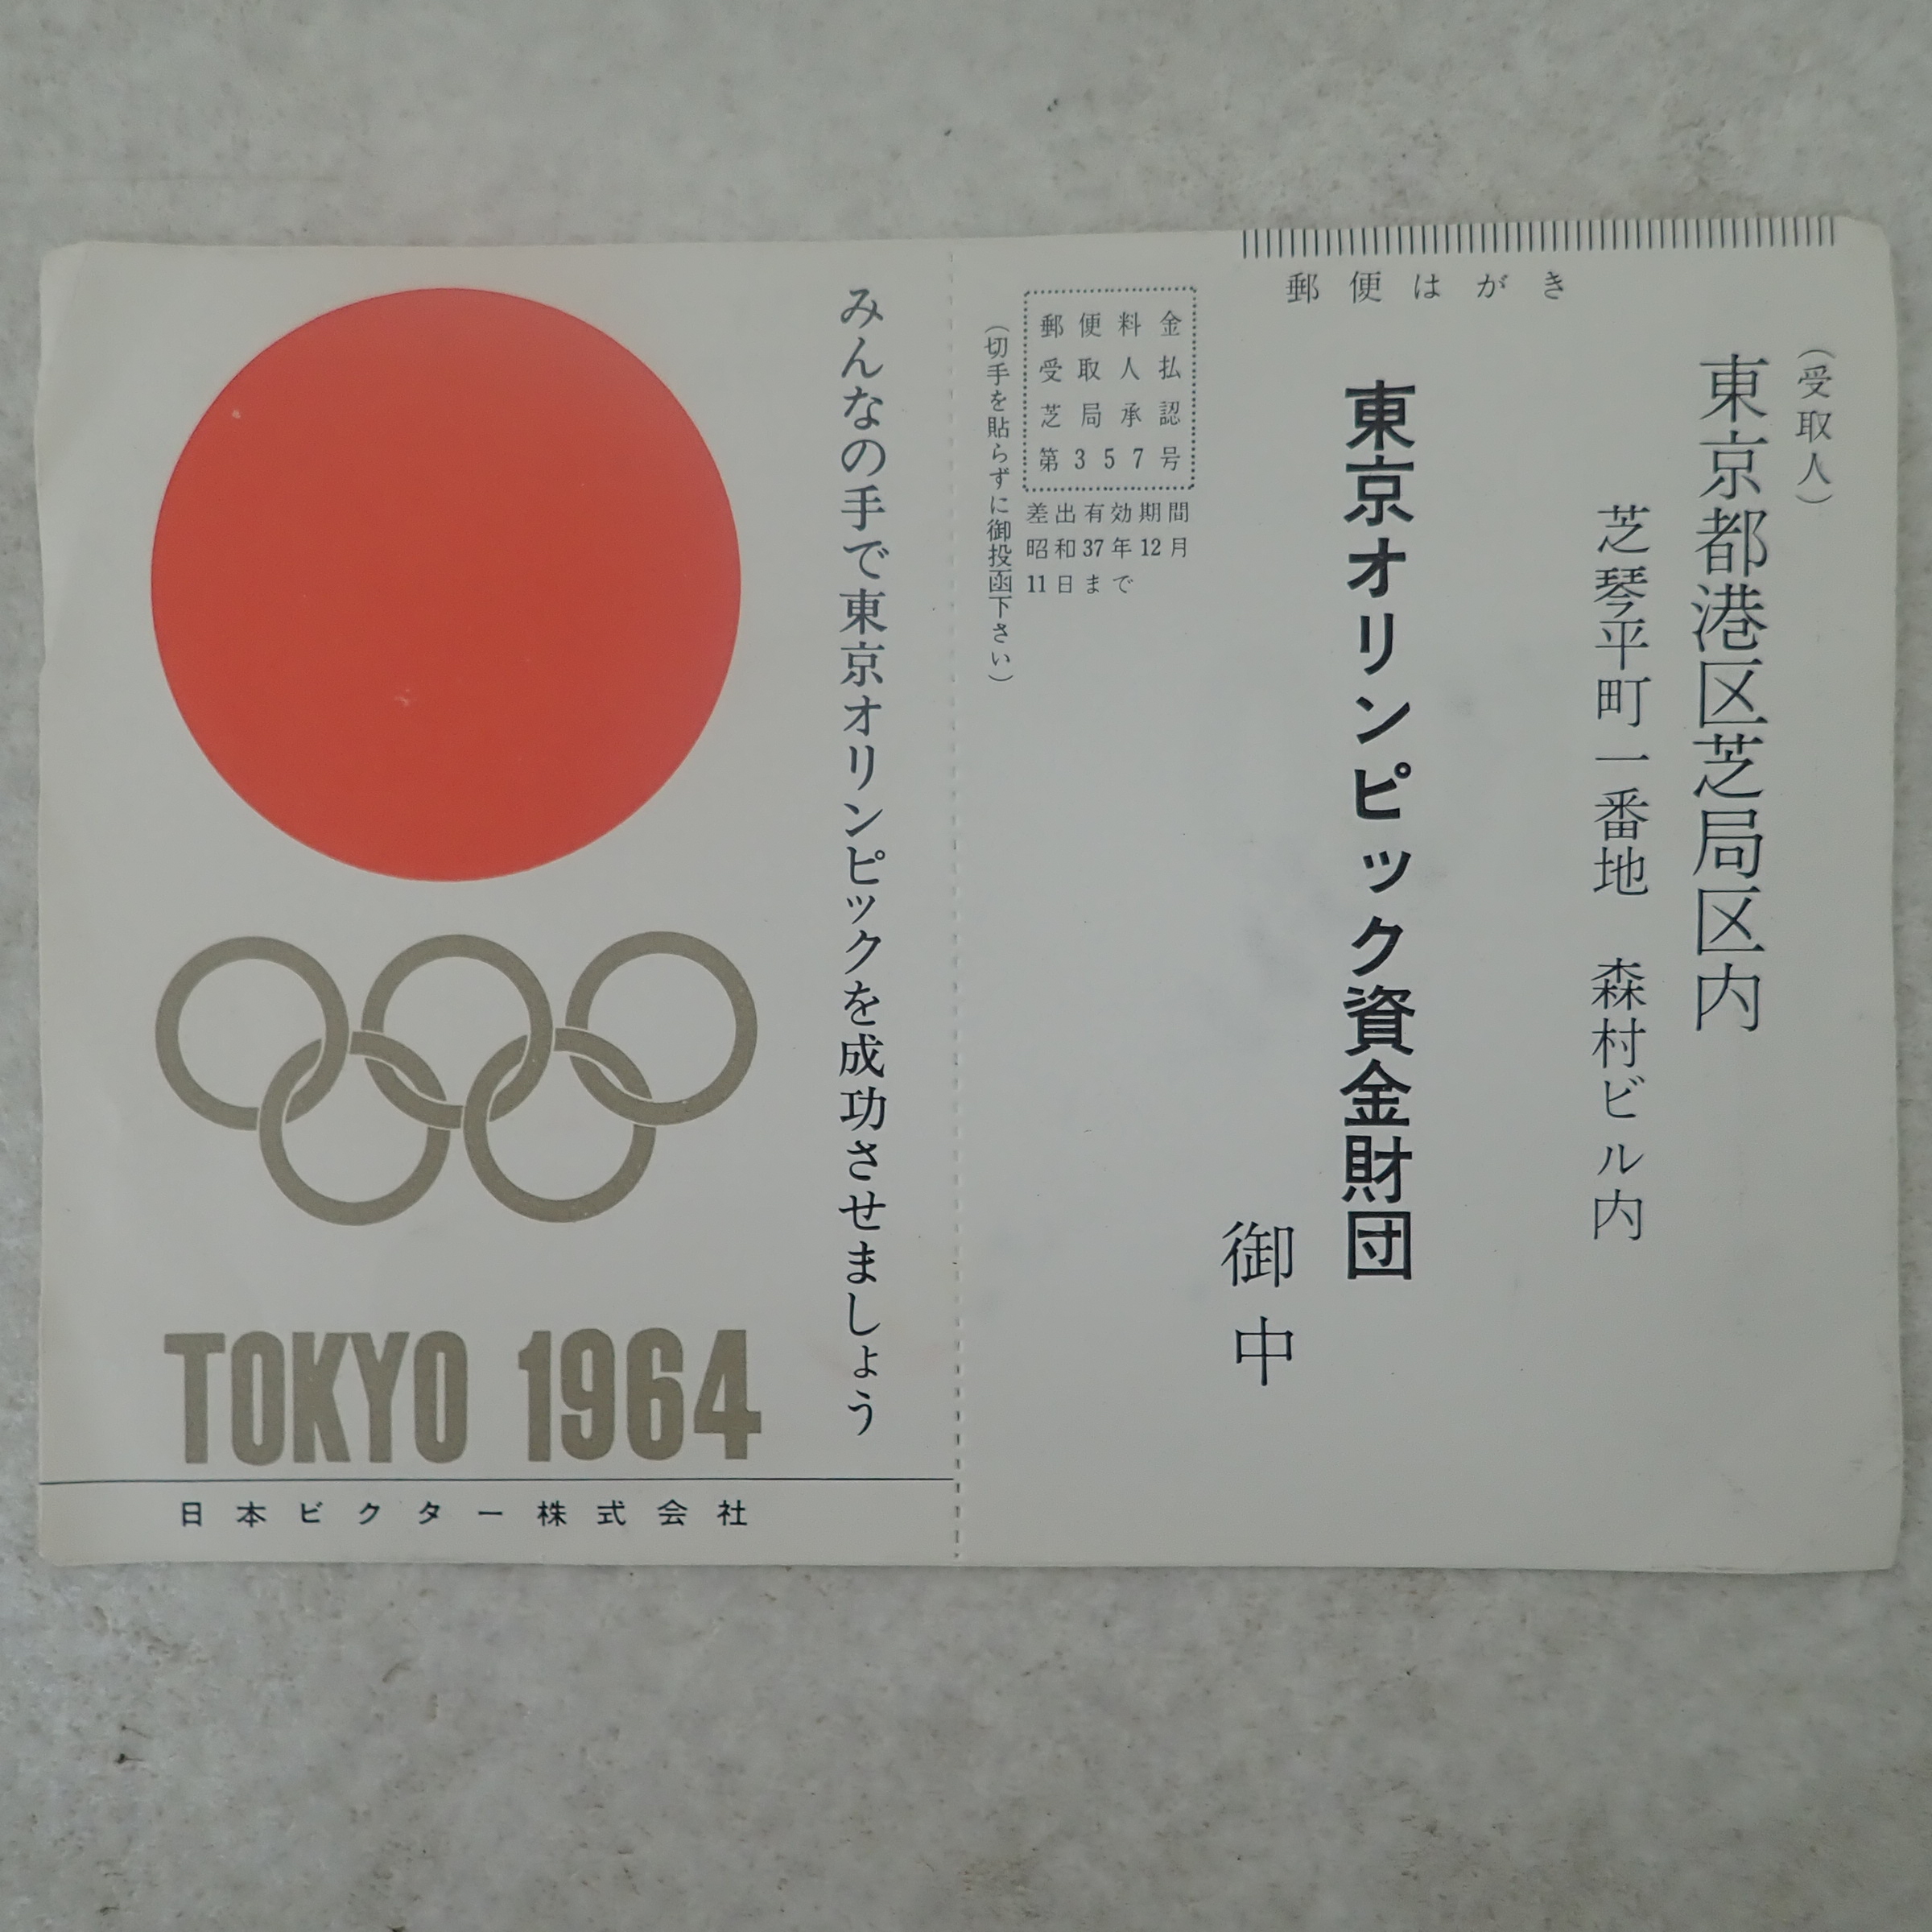 郵便はがき
（受取人）
東京都港区芝局区内
芝琴平町一番地　森村ビル内
東京オリンピック資金財団
御中
郵便料金
受取人払
芝局承認
第357号
差出有効期間
昭和37年12月
11日まで
（切手を貼らずに御投函下さい）
みんなの手で東京オリンピックを成功させましょう
TOKYO 1964
日本ビクター株式会社